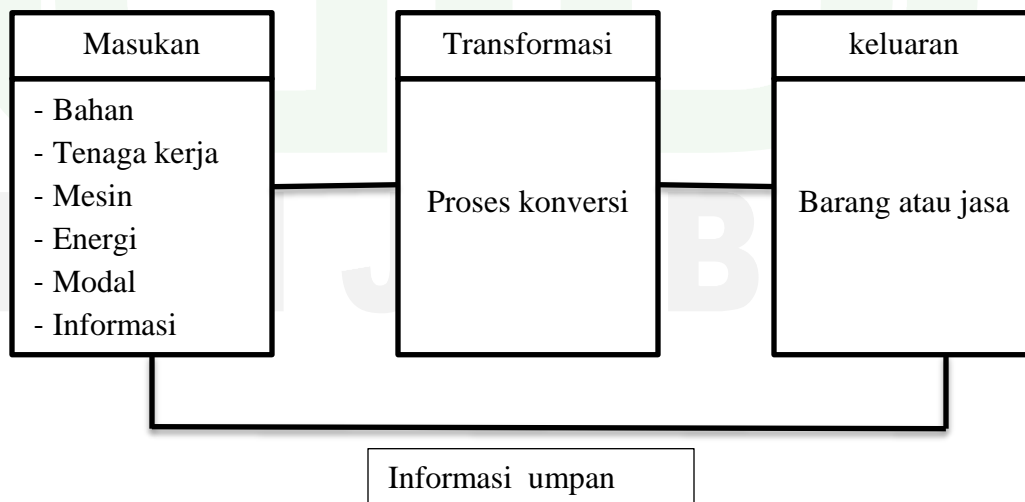 Masukan
- Bahan
- Tenaga kerja
- Mesin
- Energi
- Modal
- Informasi
Transformasi
Proses konversi
keluaran
Barang atau jasa
Informasi umpan